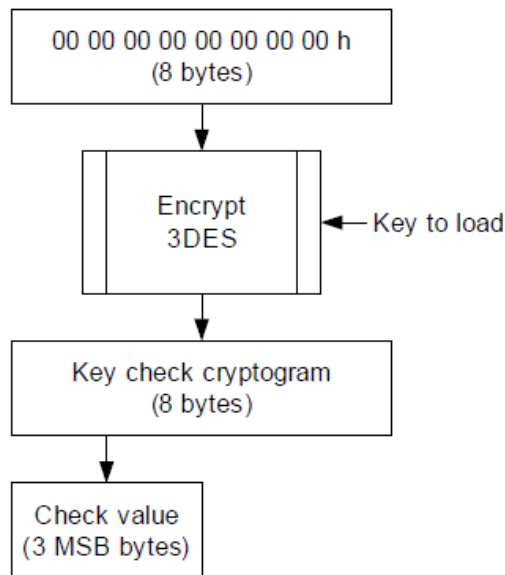 00 00 00 00 00 00 00 00 h
(8 bytes)
Encrypt
3DES
Key to load
Key check cryptogram
(8 bytes)
Check value
(3 MSB bytes)